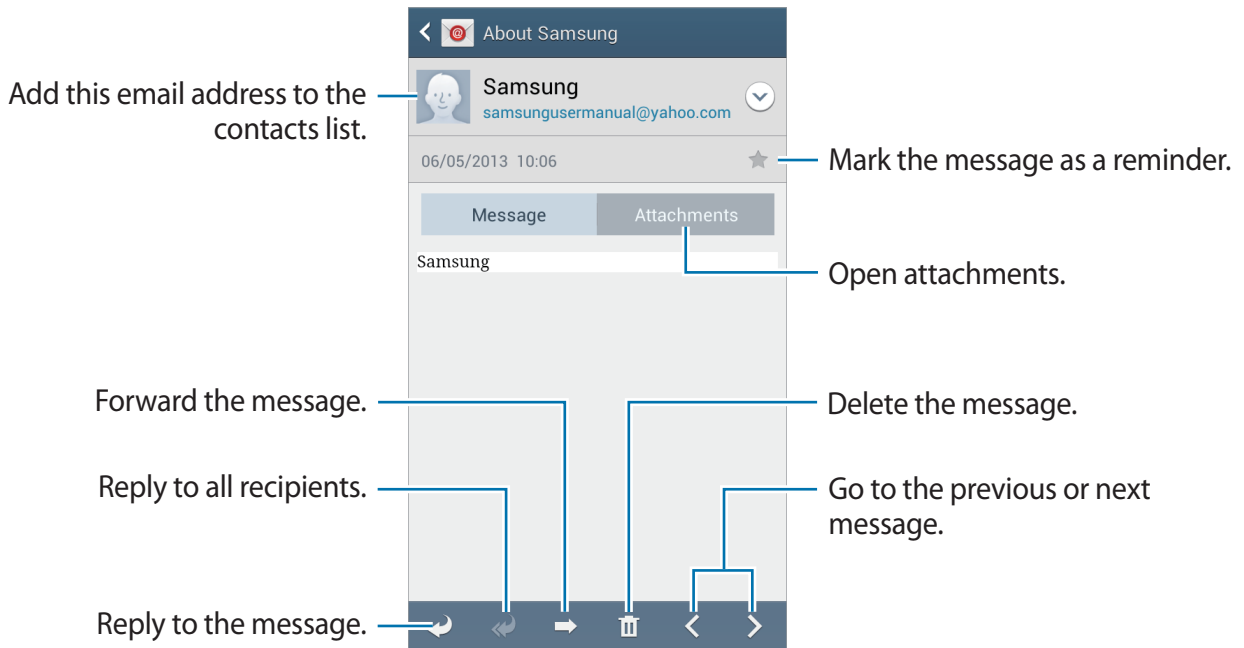 About Samsung
Add this email address to the
contacts list.
Samsung
samsungusermanual@yahoo.com
06/05/2013 10:06
Mark the message as a reminder.
Message
Attachments
Samsung
Open attachments.
Forward the message.
Delete the message.
Reply to all recipients.
Go to the previous or next
message.
Reply to the message.